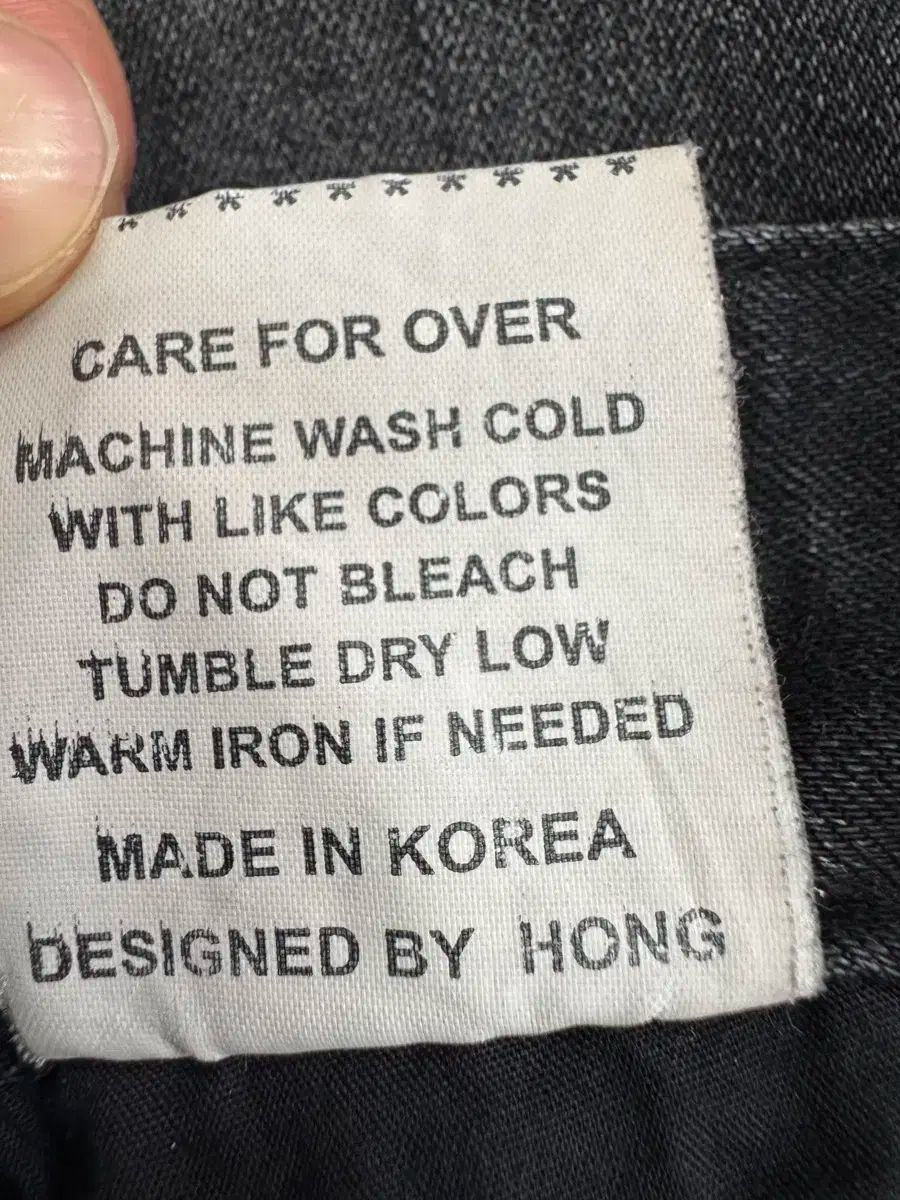 **********
CARE FOR OVER
MACHINE WASH COLD
WITH LIKE COLORS
DO NOT BLEACH
TUMBLE DRY LOW
WARM IRON IF NEEDED
MADE IN KOREA
DESIGNED BY HONG